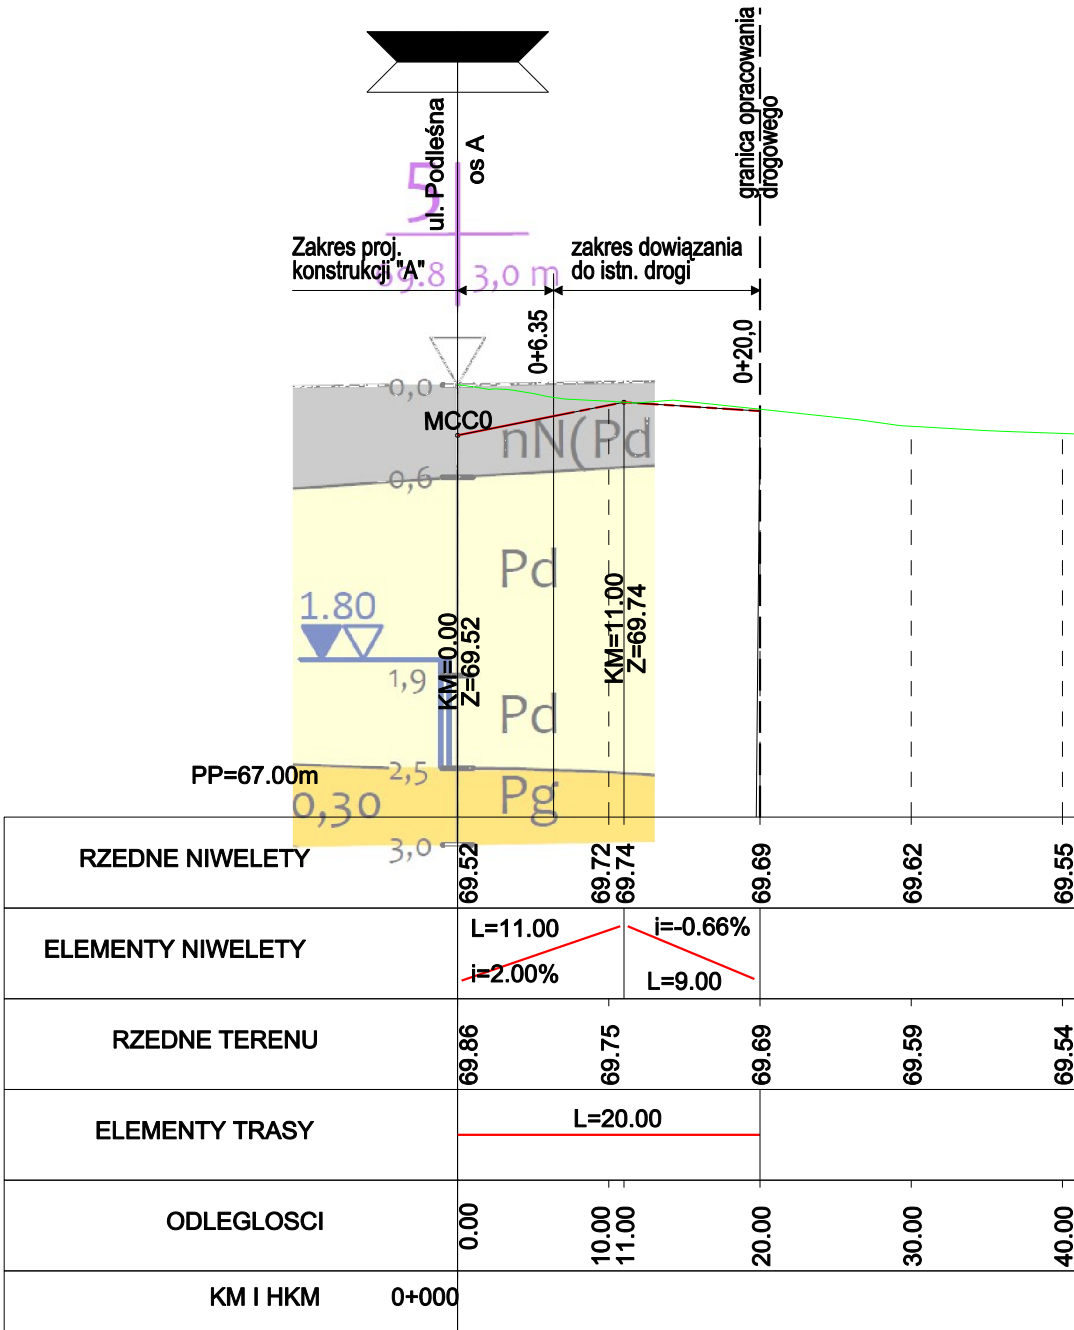 granica opracowania
drogowego
ul. Podleśna
os A
5
69.8
3,0 m
Zakres proj.
konstrukcji "A"
zakres dowiązania
do istn. drogi
0+6.35
0+20,0
0,0
MCC0
nN(Pd
0,6
Pd
1.80
KM=0.00
Z=69.52
KM=11.00
Z=69.74
1,9
Pd
2,5
PP=67.00m
Pg
0,30
3,0
RZEDNE NIWELETY
69.52
69.72
69.74
69.69
69.62
69.55
ELEMENTY NIWELETY
L=11.00
i=2.00%
i=-0.66%
L=9.00
RZEDNE TERENU
69.86
69.75
69.69
69.59
69.54
ELEMENTY TRASY
L=20.00
ODLEGLOSCI
0.00
10.00
11.00
20.00
30.00
40.00
KM I HKM
0+000